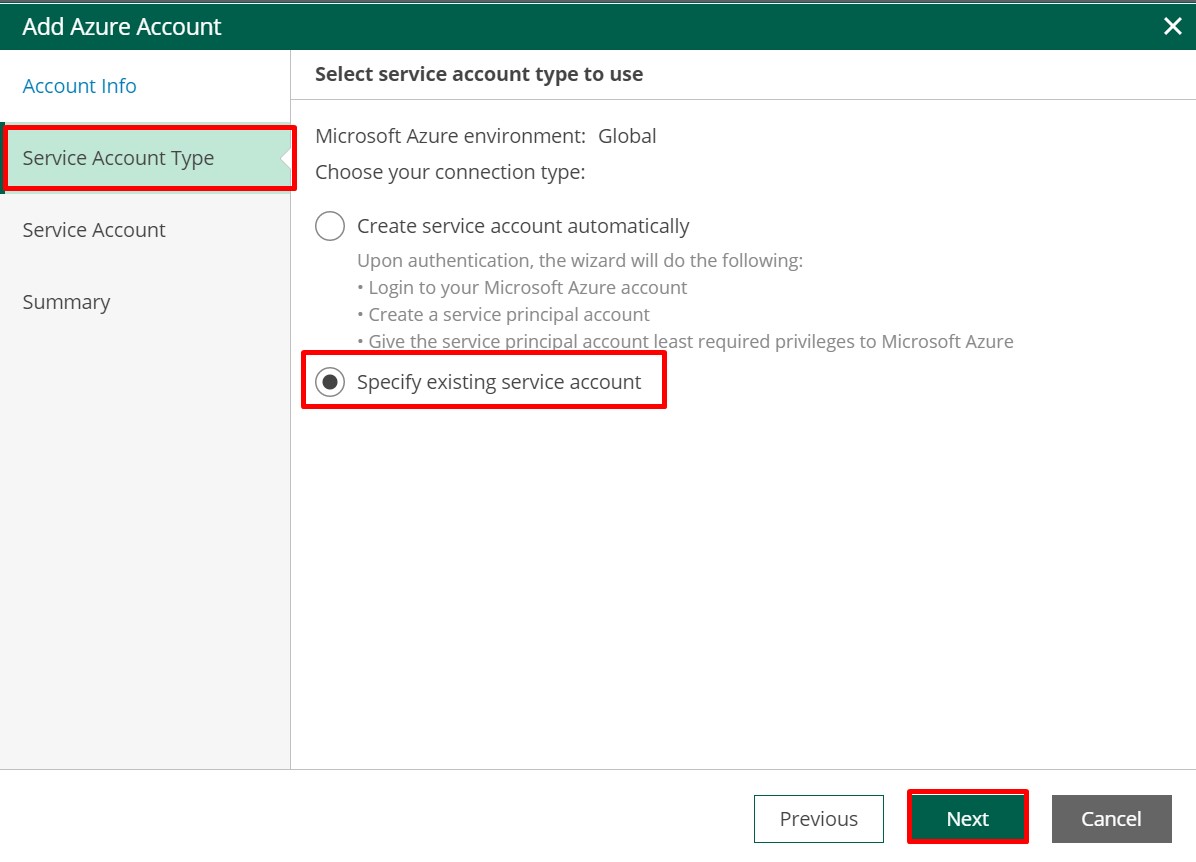 Add Azure Account
Account Info
Service Account Type
Service Account
Summary
Select service account type to use
Microsoft Azure environment: Global
Choose your connection type:
Create service account automatically
Upon authentication, the wizard will do the following:
• Login to your Microsoft Azure account
• Create a service principal account
• Give the service principal account least required privileges to Microsoft Azure
Specify existing service account
Previous
Next
Cancel